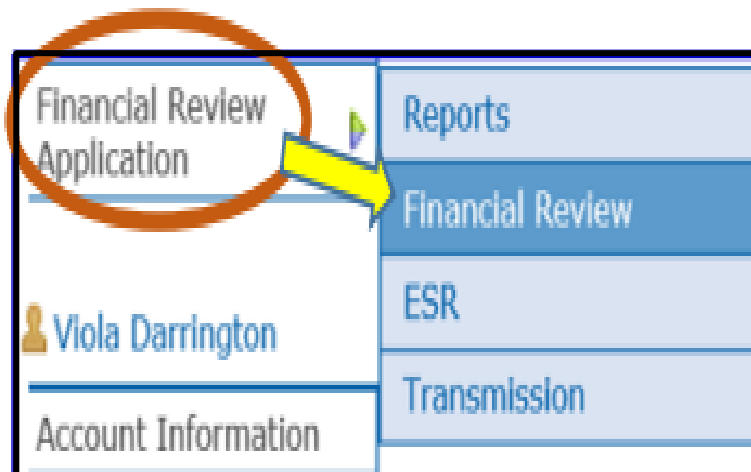 Financial Review
Application
Viola Darrington
Account Information
Reports
Financial Review
ESR
Transmission